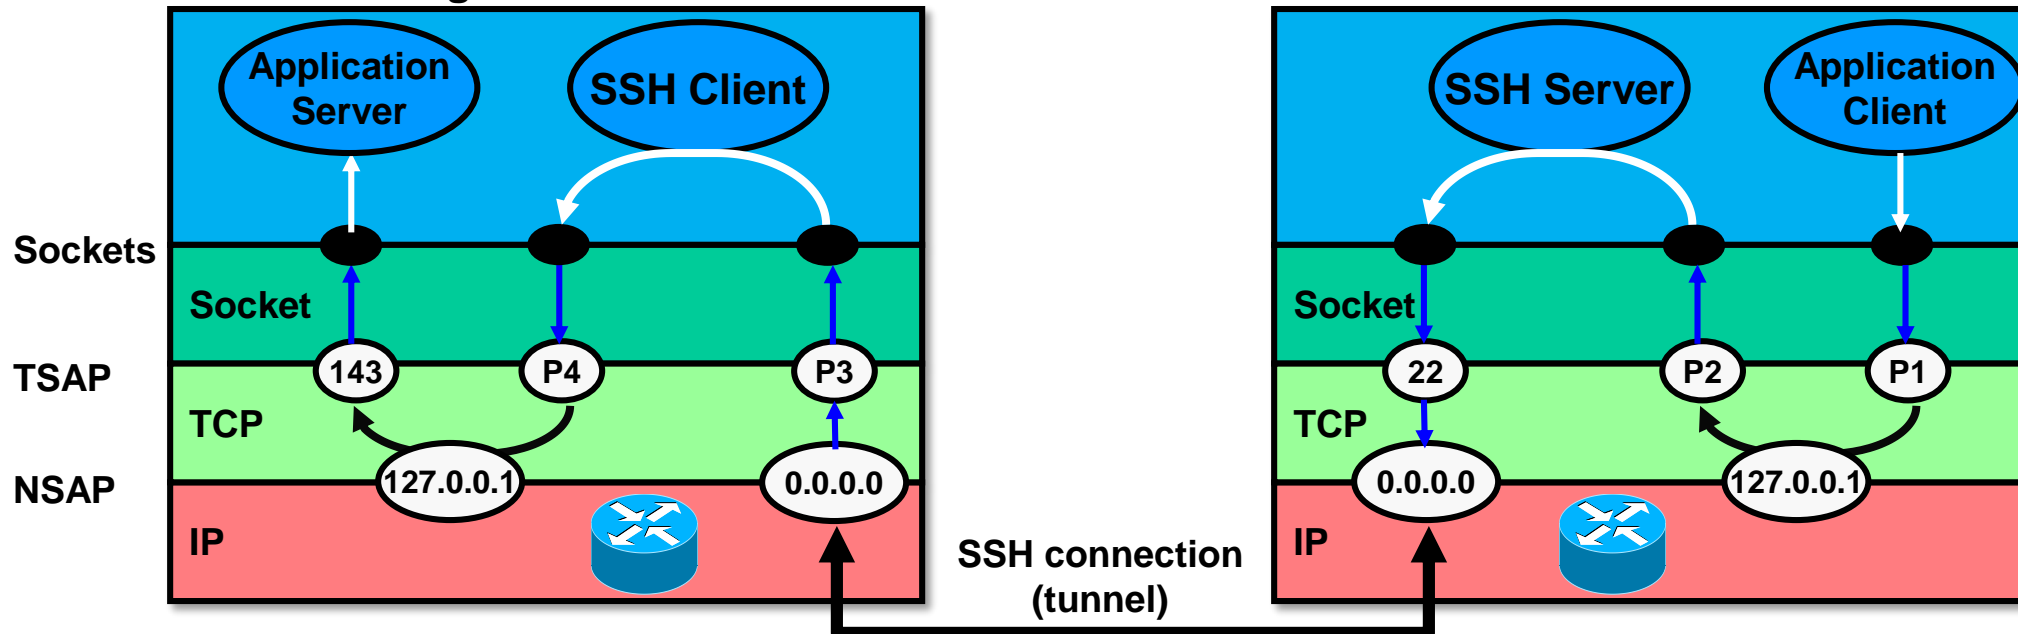 g
Application
Server
SSH Client
SSH Server
Application
Client
Sockets
Socket
Socket
TSAP
143
P4
P3
22
P2
P1
TCP
TCP
NSAP
127.0.0.1
0.0.0.0
0.0.0.0
127.0.0.1
IP
IP
SSH connection
(tunnel)